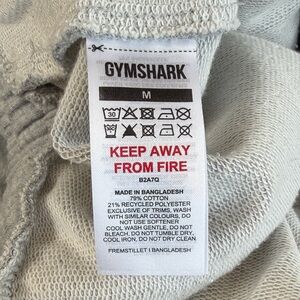 GYMSHARK
M
30
KEEP AWAY
FROM FIRE
B2A7Q
MADE IN BANGLADESH
79% COTTON
21% RECYCLED POLYESTER
EXCLUSIVE OF TRIMS, WASH
WITH SIMILAR COLOURS, DO
NOT USE SOFTENER
COOL WASH GENTLE, DO NOT
BLEACH, DO NOT TUMBLE DRY,
COOL IRON, DO NOT DRY CLEAN
FREMSTILLET I BANGLADESH